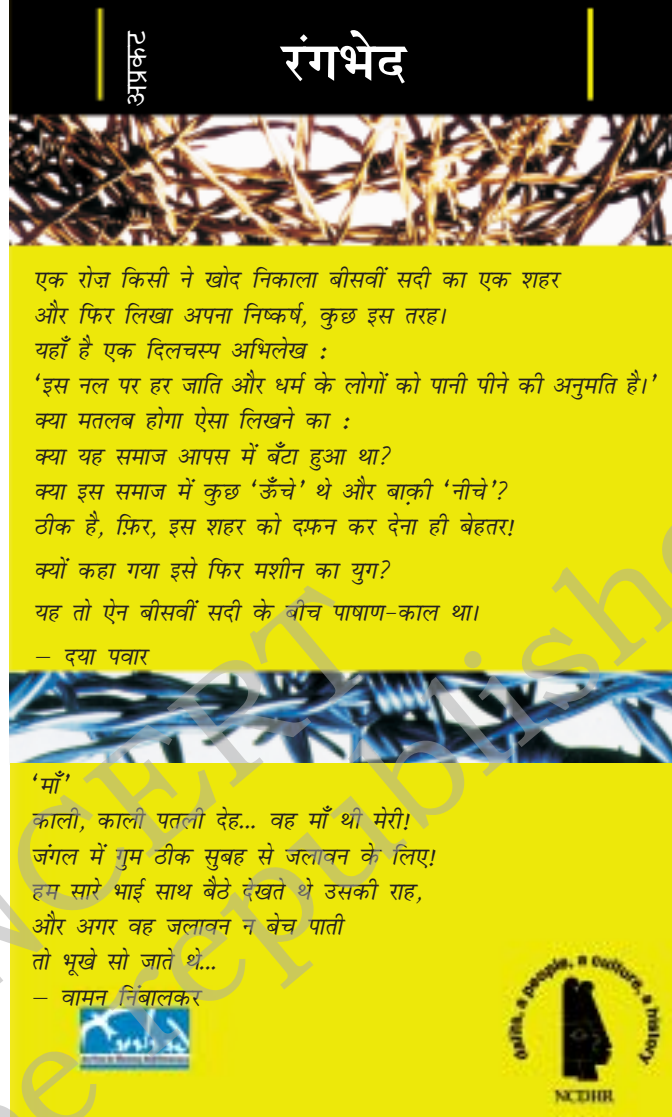 अप्रकट
रंगभेद
एक रोज़ किसी ने खोद निकाला बीसवीं सदी का एक शहर
और फिर लिखा अपना निष्कर्ष, कुछ इस तरह।
यहाँ है एक दिलचस्प अभिलेख :
‘इस नल पर हर जाति और धर्म के लोगों को पानी पीने की अनुमति है।’
क्या मतलब होगा ऐसा लिखने का :
क्या यह समाज आपस में बँटा हुआ था?
क्या इस समाज में कुछ ‘ऊँचे’ थे और बाक़ी ‘नीचे’?
ठीक है, फ़िर, इस शहर को दफ़न कर देना ही बेहतर!
क्यों कहा गया इसे फिर मशीन का युग?
यह तो ऐन बीसवीं सदी के बीच पाषाण-काल था।
– दया पवार
‘माँ’
काली, काली पतली देह... वह माँ थी मेरी!
जंगल में गुम ठीक सुबह से जलावन के लिए!
हम सारे भाई साथ बैठे देखते थे उसकी राह,
और अगर वह जलावन न बेच पाती
तो भूखे सो जाते थे...
– वामन निंबालकर
dalits, a people, a culture, a history
NCDHR
NCERT
republishe